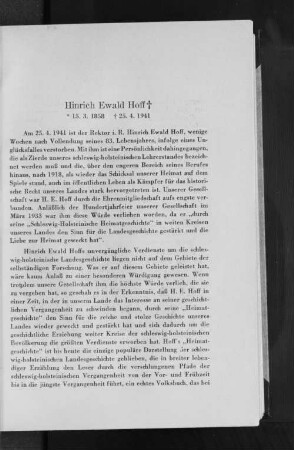 Hinrich Ewald Hoff †
* 13. 3. 1858 † 25. 4. 1941
Am 25. 4. 1941 ist der Rektor i. R. Hinrich Ewald Hoff, wenige
Wochen nach Vollendung seines 83. Lebensjahres, infolge eines Un-
glücksfalles verstorben. Mit ihm ist eine Persönlichkeit dahingegangen,
die als Zierde unseres schleswig-holsteinischen Lehrerstandes bezeich-
net werden muß und die, über den engeren Bereich seines Berufes
hinaus, nach 1918, als wieder das Schicksal unserer Heimat auf dem
Spiele stand, auch im öffentlichen Leben als Kämpfer für das histo-
rische Recht unseres Landes stark hervorgetreten ist. Unserer Gesell-
schaft war H. E. Hoff durch die Ehrenmitgliedschaft aufs engste ver-
bunden. Anläßlich der Hundertjahrfeier unserer Gesellschaft im
März 1933 war ihm diese Würde verliehen worden, da er „durch
seine „Schleswig-Holsteinische Heimatgeschichte“ in weiten Kreisen
unseres Landes den Sinn für die Landesgeschichte gestärkt und die
Liebe zur Heimat geweckt hat“.
Hinrich Ewald Hoffs unvergängliche Verdienste um die schles-
wig-holsteinische Landesgeschichte liegen nicht auf dem Gebiete der
selbständigen Forschung. Was er auf diesem Gebiete geleistet hat,
wäre kaum Anlaß zu einer besonderen Würdigung gewesen. Wenn
trotzdem unsere Gesellschaft ihm die höchste Würde verlieh, die sie
zu vergeben hat, so geschah es in der Erkenntnis, daß H. E. Hoff in
einer Zeit, in der in unserm Lande das Interesse an seiner geschicht-
lichen Vergangenheit zu schwinden begann, durch seine „Heimat-
geschichte“ den Sinn für die reiche und stolze Geschichte unseres
Landes wieder geweckt und gestärkt hat und sich dadurch um die
geschichtliche Erziehung weiter Kreise der schleswig-holsteinischen
Bevölkerung die größten Verdienste erworben hat. Hoff's „Heimat-
geschichte“ ist bis heute die einzige populäre Darstellung der schles-
wig-holsteinischen Landesgeschichte geblieben, die in breiter leben-
diger Erzählung den Leser durch die verschlungenen Pfade der
schleswig-holsteinischen Vergangenheit von der Vor- und Frühzeit
bis in die jüngste Vergangenheit führt, ein echtes Volksbuch, das bei